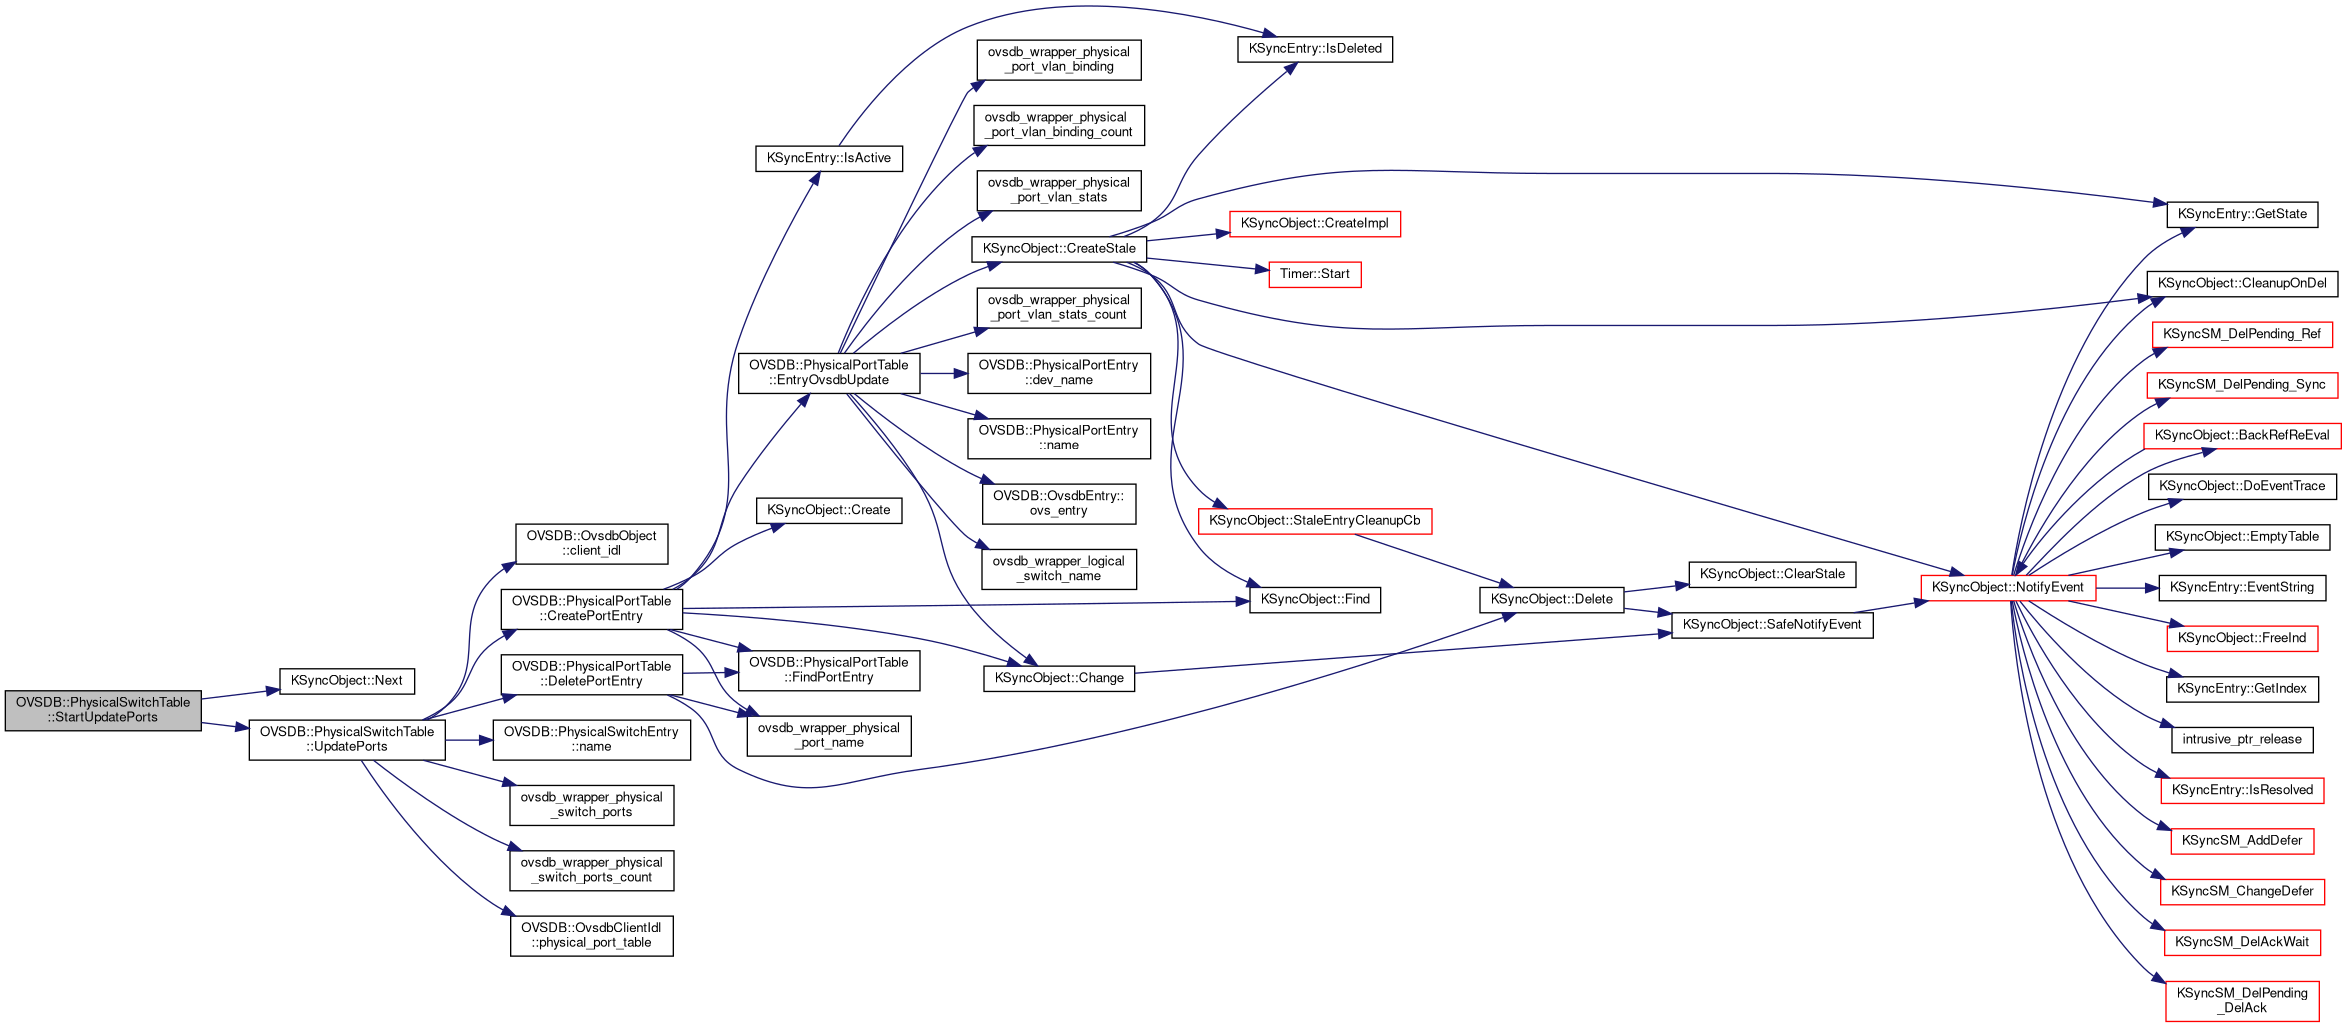 OVSDB::PhysicalSwitchTable
::StartUpdatePorts
KSyncObject::Next
OVSDB::PhysicalSwitchTable
::UpdatePorts
OVSDB::OvsdbObject
::client_idl
OVSDB::PhysicalPortTable
::CreatePortEntry
OVSDB::PhysicalPortTable
::DeletePortEntry
OVSDB::PhysicalSwitchEntry
::name
ovsdb_wrapper_physical
_switch_ports
ovsdb_wrapper_physical
_switch_ports_count
OVSDB::OvsdbClientIdl
::physical_port_table
KSyncEntry::IsActive
OVSDB::PhysicalPortTable
::EntryOvsdbUpdate
KSyncObject::Create
OVSDB::PhysicalPortTable
::FindPortEntry
ovsdb_wrapper_physical
_port_name
ovsdb_wrapper_physical
_port_vlan_binding
ovsdb_wrapper_physical
_port_vlan_binding_count
ovsdb_wrapper_physical
_port_vlan_stats
KSyncObject::CreateStale
ovsdb_wrapper_physical
_port_vlan_stats_count
OVSDB::PhysicalPortEntry
::dev_name
OVSDB::PhysicalPortEntry
::name
OVSDB::OvsdbEntry::
ovs_entry
ovsdb_wrapper_logical
_switch_name
KSyncObject::Change
KSyncEntry::IsDeleted
KSyncObject::CreateImpl
Timer::Start
KSyncObject::StaleEntryCleanupCb
KSyncObject::Find
KSyncObject::Delete
KSyncObject::ClearStale
KSyncObject::SafeNotifyEvent
KSyncObject::NotifyEvent
KSyncEntry::GetState
KSyncObject::CleanupOnDel
KSyncSM_DelPending_Ref
KSyncSM_DelPending_Sync
KSyncObject::BackRefReEval
KSyncObject::DoEventTrace
KSyncObject::EmptyTable
KSyncEntry::EventString
KSyncObject::FreeInd
KSyncEntry::GetIndex
intrusive_ptr_release
KSyncEntry::IsResolved
KSyncSM_AddDefer
KSyncSM_ChangeDefer
KSyncSM_DelAckWait
KSyncSM_DelPending
_DelAck